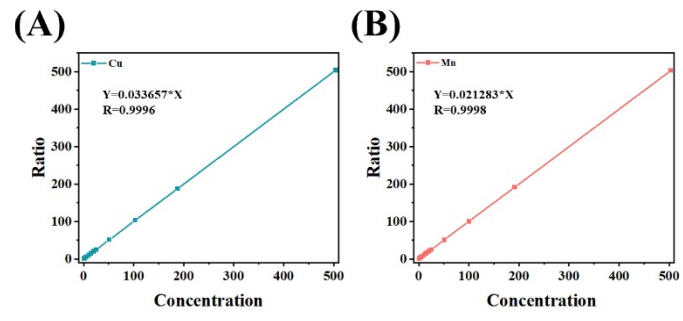 (A)
Cu
Y=0.033657*X
R=0.9996
Ratio
500
400
300
200
100
0
0 100 200 300 400 500
Concentration
(B)
Mn
Y=0.021283*X
R=0.9998
Ratio
500
400
300
200
100
0
0 100 200 300 400 500
Concentration